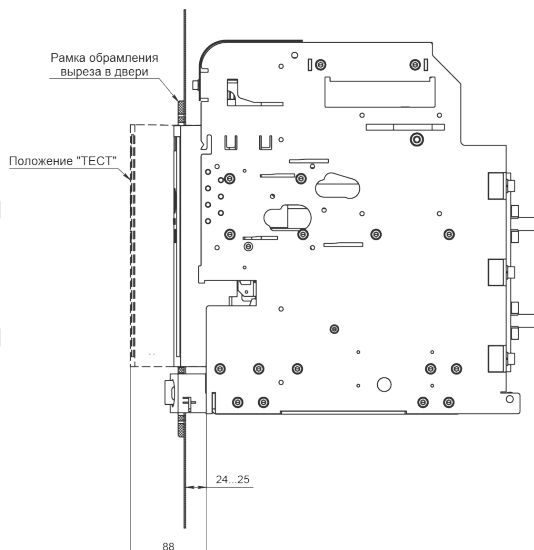 Рамка обрамления
выреза в двери
Положение "ТЕСТ"
24...25
88